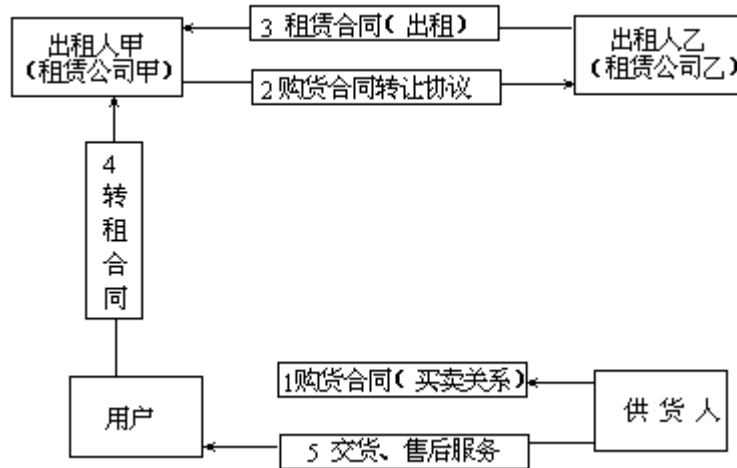 3 租赁合同(出租)
出租人甲
(租赁公司甲)
出租人乙
(租赁公司乙)
2购货合同转让协议
4
转
租
合
同
1购货合同(买卖关系)
用户
供 货 人
5 交货、售后服务